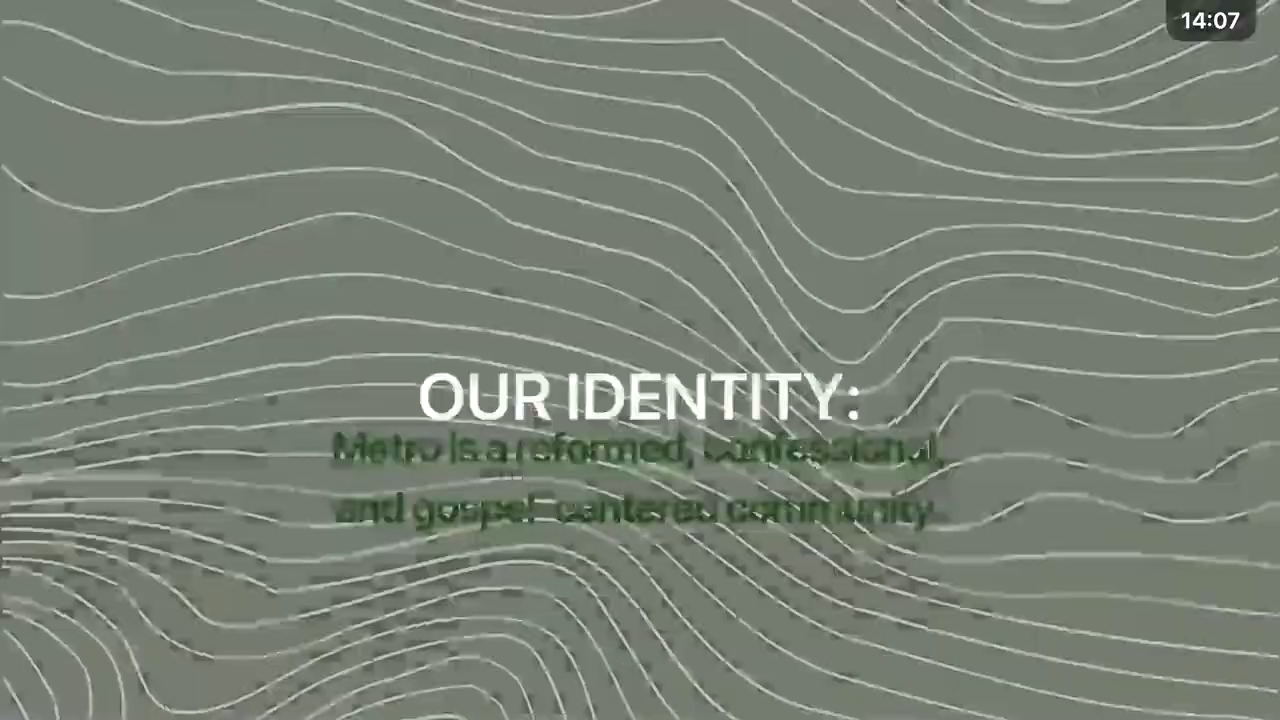 14:07
OUR IDENTITY:
Metro is a reformed, confessional,
and gospel-centered community.